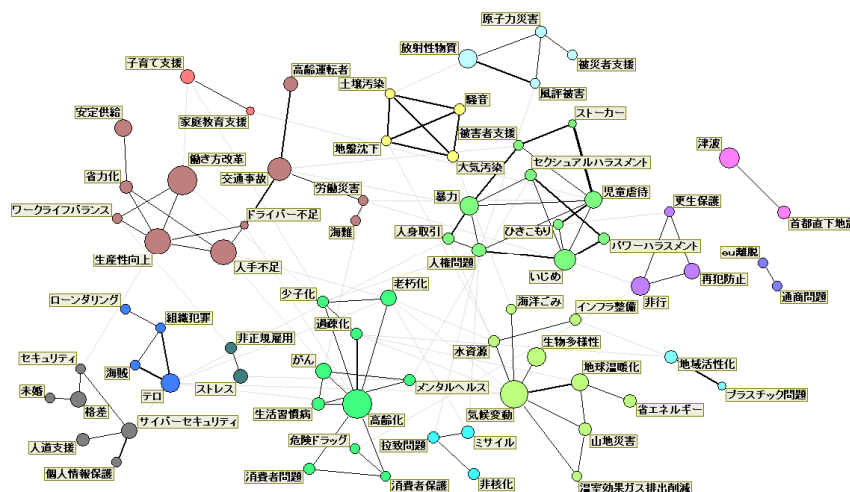 原子力災害
放射性物質
被災者支援
子育て支援
高齢運転者
土壌汚染
風評被害
騒音
ストーカー
安定供給
家庭教育支援
被害者支援
津波
地盤沈下
働き方改革
大気汚染
セクシュアルハラスメント
省力化
交通事故
労働災害
暴力
児童虐待
更生保護
ワークライフバランス
ドライバー不足
首都直下地震
海難
人身取引
ひきこもり
パワーハラスメント
eu離脱
生産性向上
人手不足
人権問題
いじめ
再犯防止
非行
通商問題
老朽化
少子化
海洋ごみ
インフラ整備
ローンダリング
組織犯罪
過疎化
非正規雇用
水資源
生物多様性
セキュリティ
がん
地域活性化
海賊
テロ
ストレス
メンタルヘルス
地球温暖化
プラスチック問題
未婚
格差
生活習慣病
高齢化
気候変動
省エネルギー
サイバーセキュリティ
危険ドラッグ
拉致問題
ミサイル
山地災害
人道支援
個人情報保護
消費者問題
消費者保護
非核化
温室効果ガス排出削減